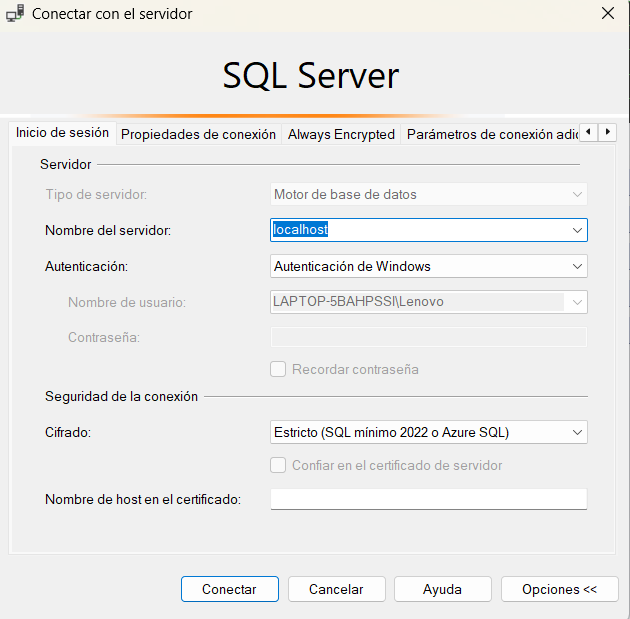 Conectar con el servidor
SQL Server
Inicio de sesión Propiedades de conexión Always Encrypted Parámetros de conexión adic
Servidor
Tipo de servidor: Motor de base de datos
Nombre del servidor: localhost
Autenticación: Autenticación de Windows
Nombre de usuario: LAPTOP-5BAHPSSI\Lenovo
Contraseña:
Recordar contraseña
Seguridad de la conexión
Cifrado: Estricto (SQL mínimo 2022 o Azure SQL)
Confiar en el certificado de servidor
Nombre de host en el certificado:
Conectar Cancelar Ayuda Opciones <<